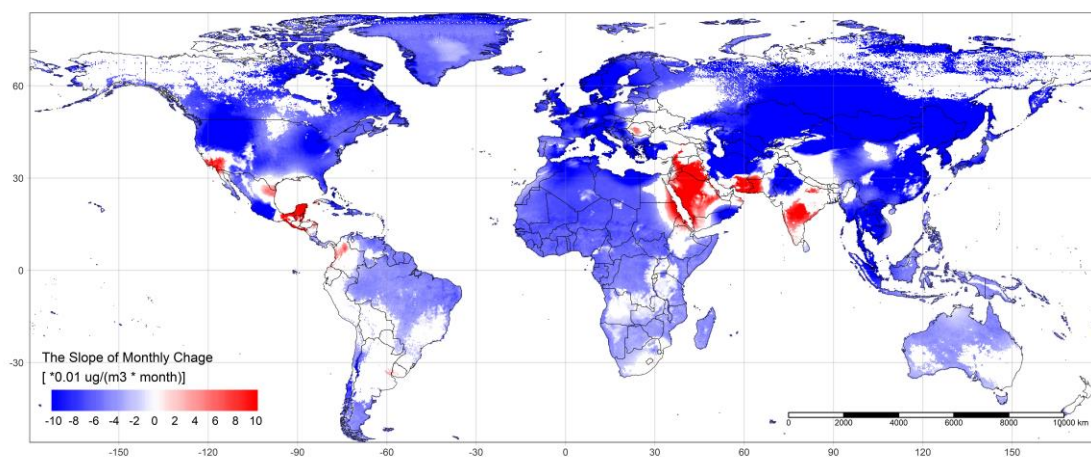 60
30
0
-30
The Slope of Monthly Chage
[ *0.01 ug/(m3 * month)]
-10 -8 -6 -4 -2 0 2 4 6 8 10
0 2000 4000 6000 8000 10000 km
-150 -120 -90 -60 -30 0 30 60 90 120 150